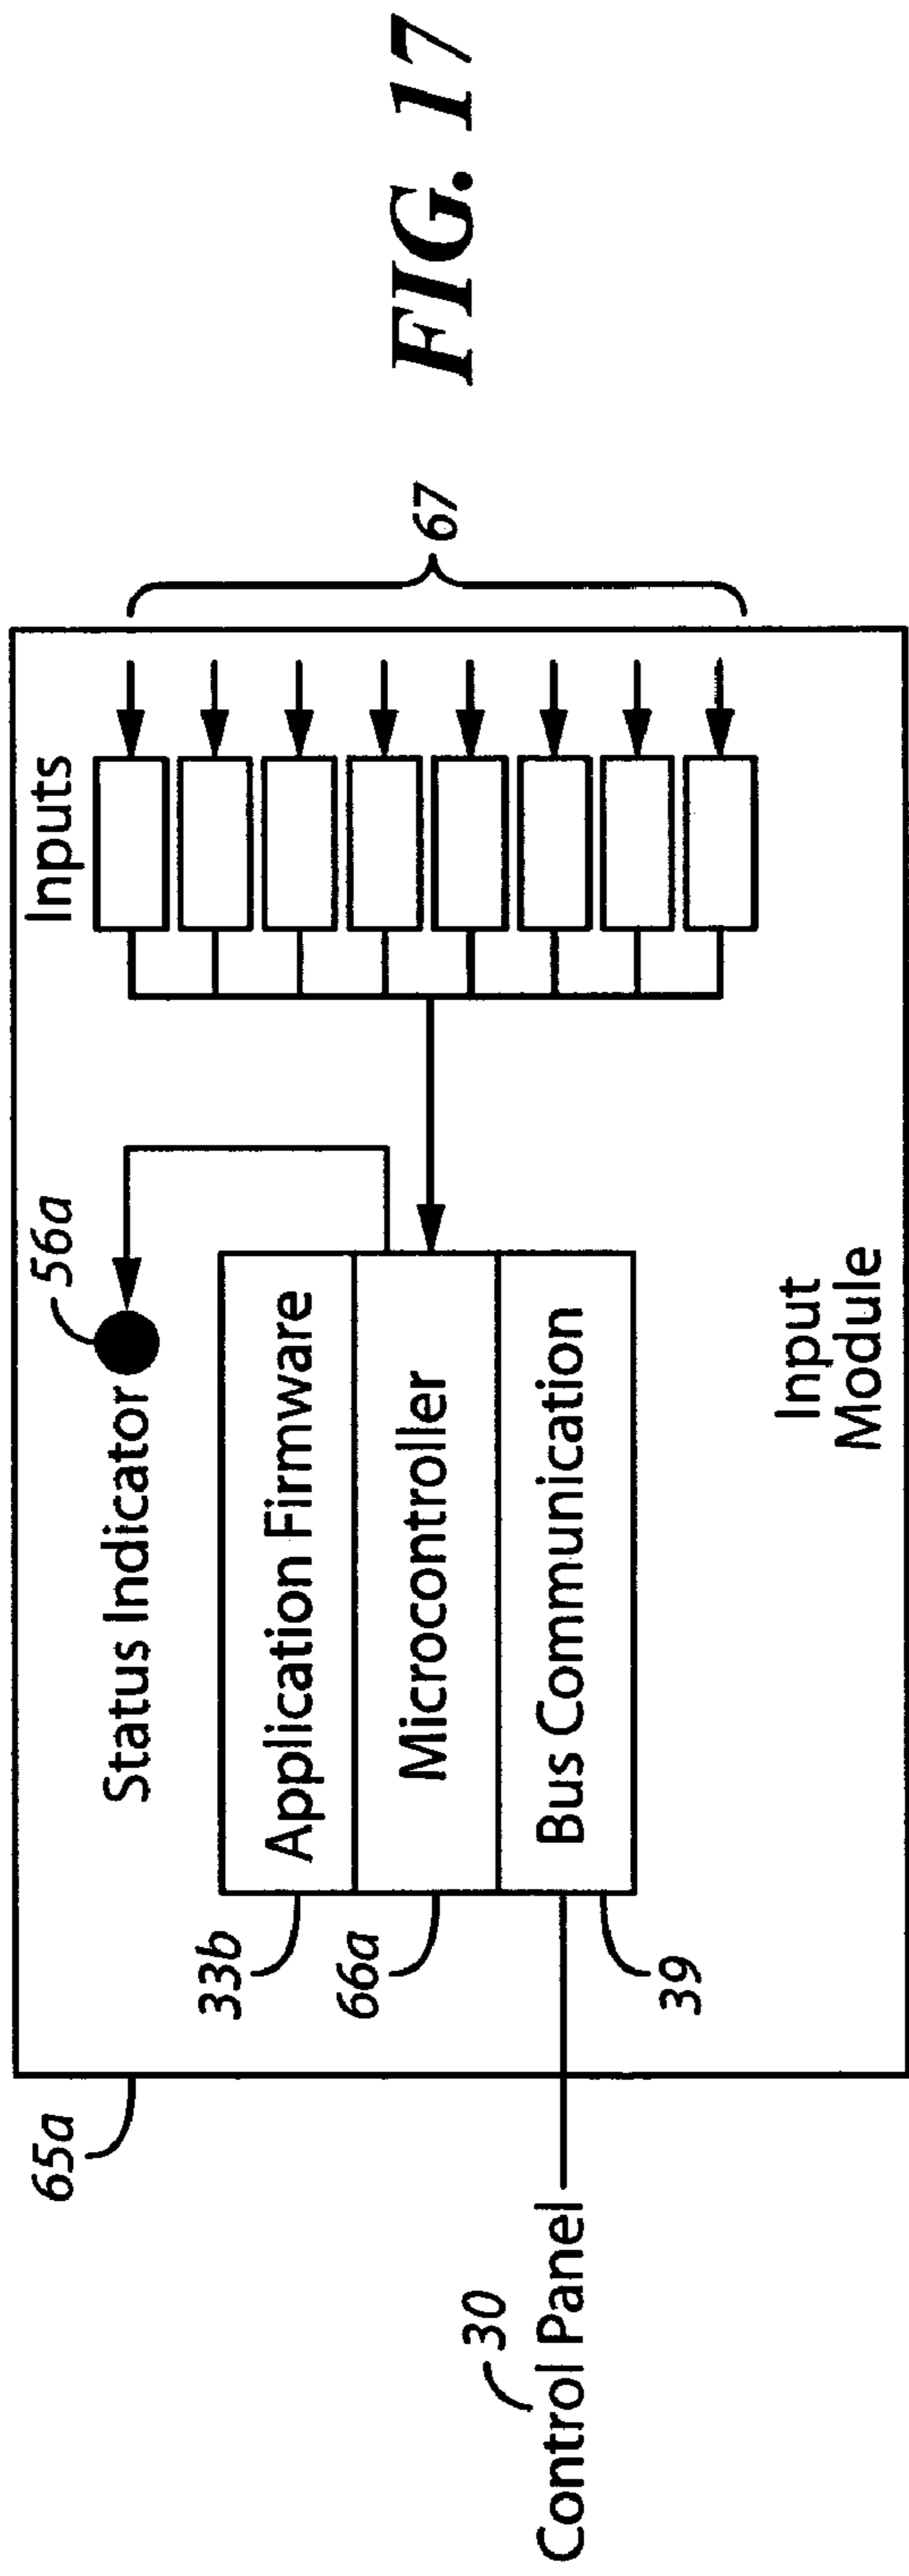 FIG. 17
65a
56a
Status Indicator
Inputs
33b
Application Firmware
66a
Microcontroller
67
30
Control Panel
Bus Communication
39
Input
Module